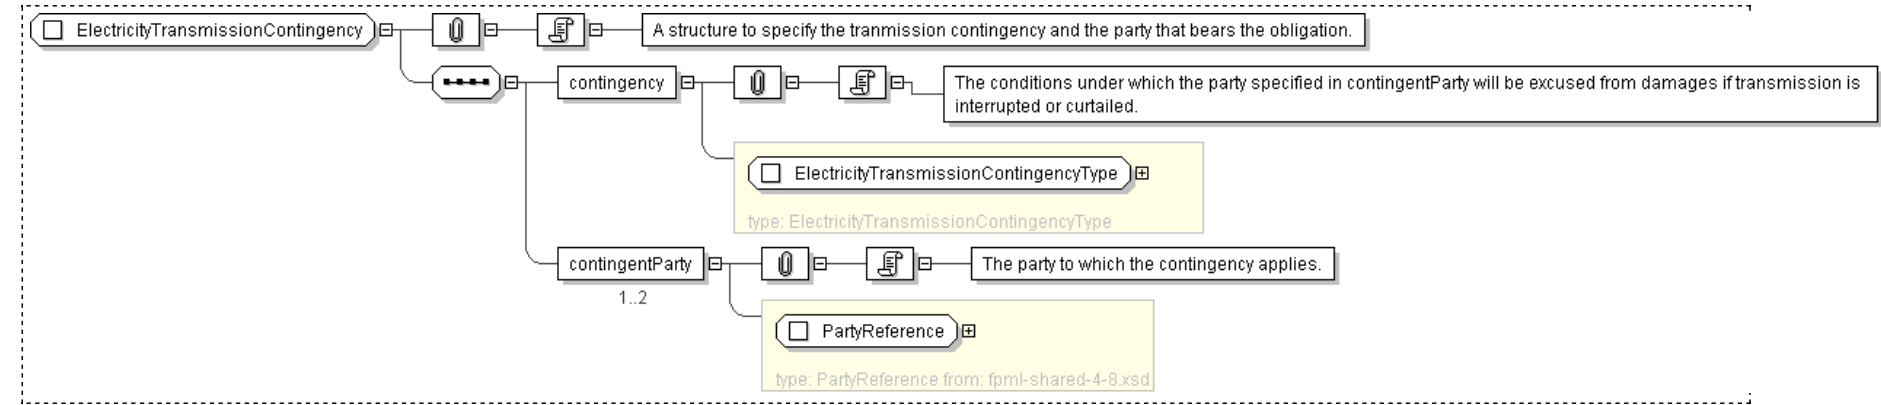 ElectricityTransmissionContingency
A structure to specify the tranmission contingency and the party that bears the obligation.
contingency
The conditions under which the party specified in contingentParty will be excused from damages if transmission is
interrupted or curtailed.
ElectricityTransmissionContingencyType
type: ElectricityTransmissionContingencyType
contingentParty
The party to which the contingency applies.
1..2
PartyReference
type: PartyReference from: fpml-shared-4-8.xsd